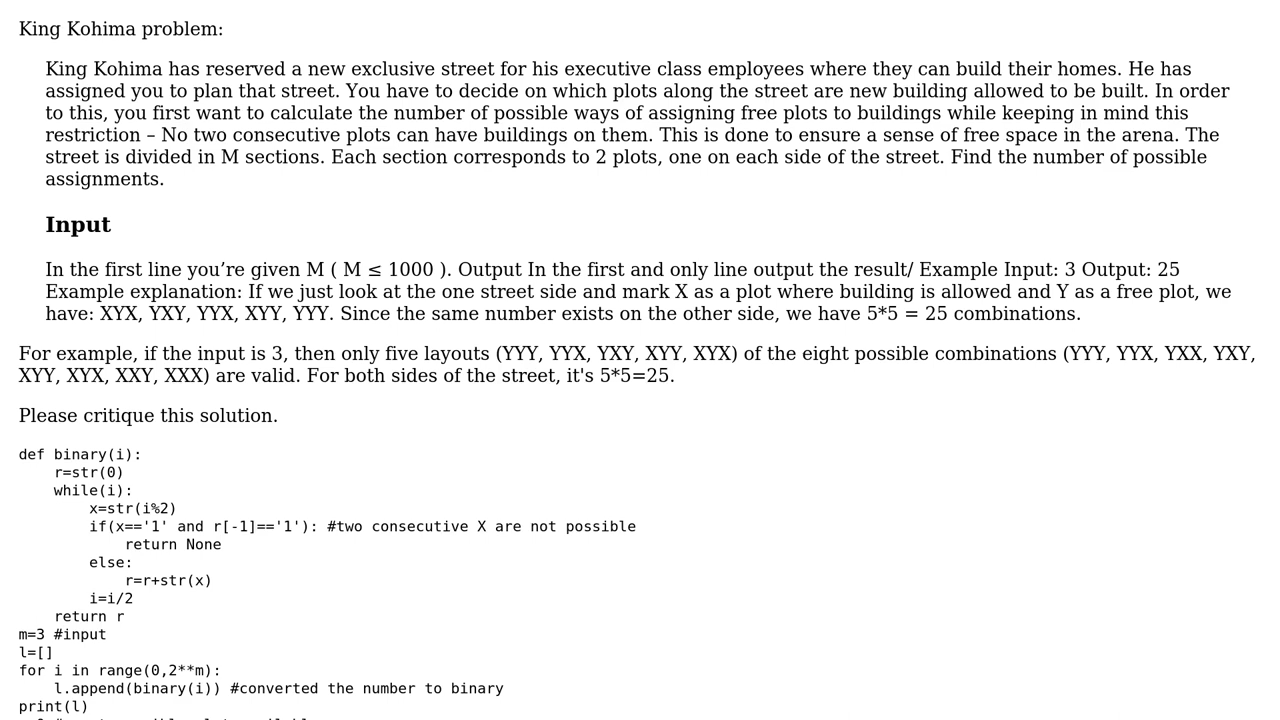 King Kohima problem:
King Kohima has reserved a new exclusive street for his executive class employees where they can build their homes. He has
assigned you to plan that street. You have to decide on which plots along the street are new building allowed to be built. In order
to this, you first want to calculate the number of possible ways of assigning free plots to buildings while keeping in mind this
restriction – No two consecutive plots can have buildings on them. This is done to ensure a sense of free space in the arena. The
street is divided in M sections. Each section corresponds to 2 plots, one on each side of the street. Find the number of possible
assignments.
Input
In the first line you’re given M ( M ≤ 1000 ). Output In the first and only line output the result/ Example Input: 3 Output: 25
Example explanation: If we just look at the one street side and mark X as a plot where building is allowed and Y as a free plot, we
have: XYX, YXY, YYX, XYY, YYY. Since the same number exists on the other side, we have 5*5 = 25 combinations.
For example, if the input is 3, then only five layouts (YYY, YYX, YXY, XYY, XYX) of the eight possible combinations (YYY, YYX, YXX, YXY,
XYY, XYX, XXY, XXX) are valid. For both sides of the street, it's 5*5=25.
Please critique this solution.
def binary(i):
    r=str(0)
    while(i):
        x=str(i%2)
        if(x=='1' and r[-1]=='1'): #two consecutive X are not possible
            return None
        else:
            r=r+str(x)
        i=i/2
    return r
m=3 #input
l=[]
for i in range(0,2**m):
    l.append(binary(i)) #converted the number to binary
print(l)